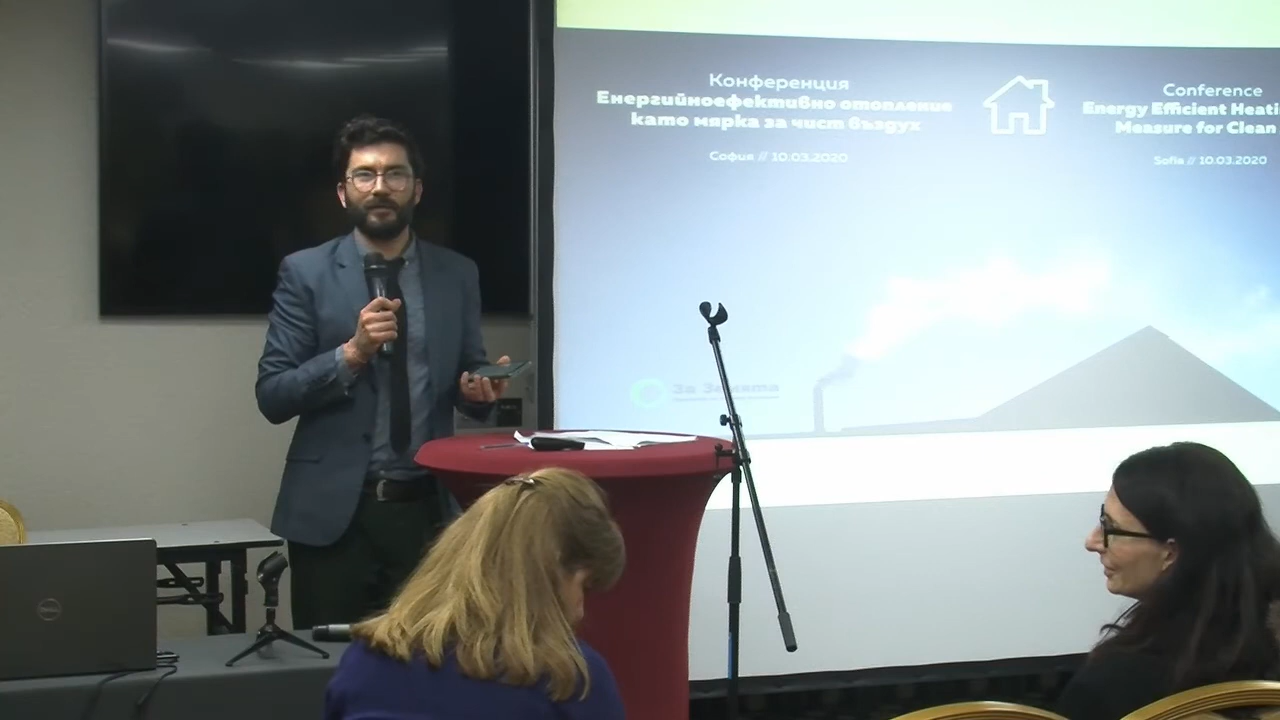 Конференция
Енергийноефективно отопление
като мярка за чист въздух
София // 10.03.2020
Conference
Energy Efficient Heati
Measure for Clean
Sofia // 10.03.2020
За Земята
DELL